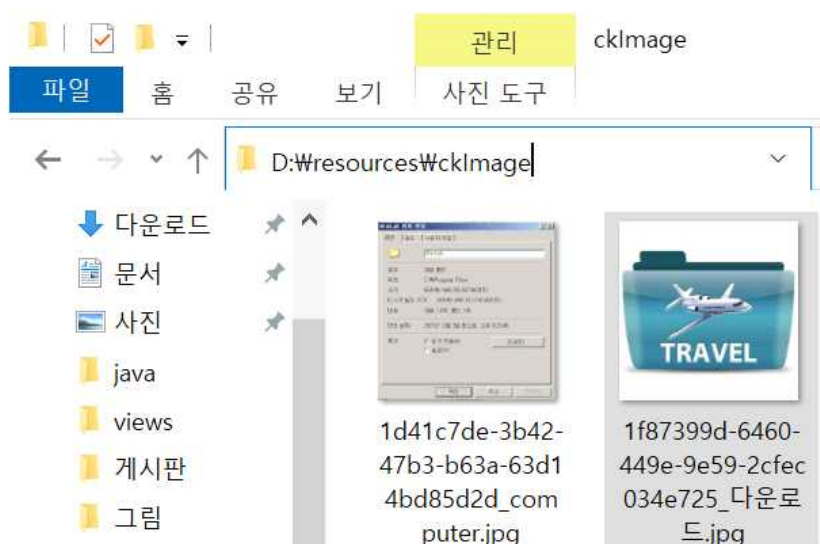 관리
ckImage
파일
홈
공유
보기
사진 도구
D:₩resources₩ckImage
다운로드
문서
사진
java
views
게시판
그림
TRAVEL
1d41c7de-3b42-
47b3-b63a-63d1
4bd85d2d_com
puter.jpg
1f87399d-6460-
449e-9e59-2cfec
034e725_다운로
드.jpg